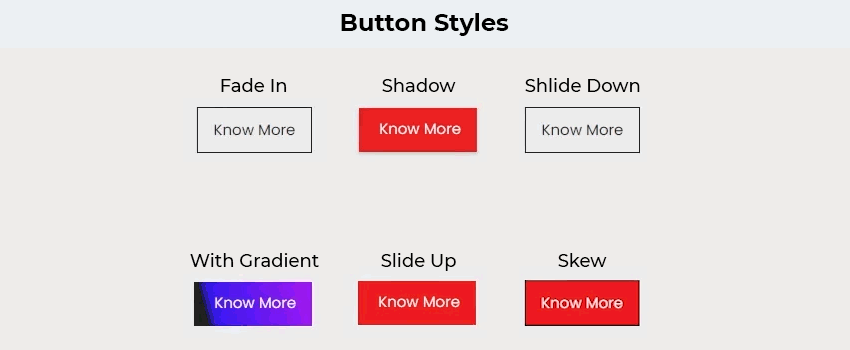 Button Styles
Fade In
Shadow
Shlide Down
Know More
Know More
Know More
With Gradient
Slide Up
Skew
Know More
Know More
Know More